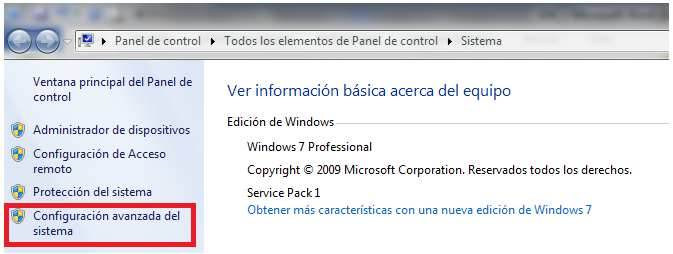 Panel de control ▸ Todos los elementos de Panel de control ▸ Sistema
Ventana principal del Panel de
control
Administrador de dispositivos
Configuración de Acceso
remoto
Protección del sistema
Configuración avanzada del
sistema
Ver información básica acerca del equipo
Edición de Windows
Windows 7 Professional
Copyright © 2009 Microsoft Corporation. Reservados todos los derechos.
Service Pack 1
Obtener más características con una nueva edición de Windows 7